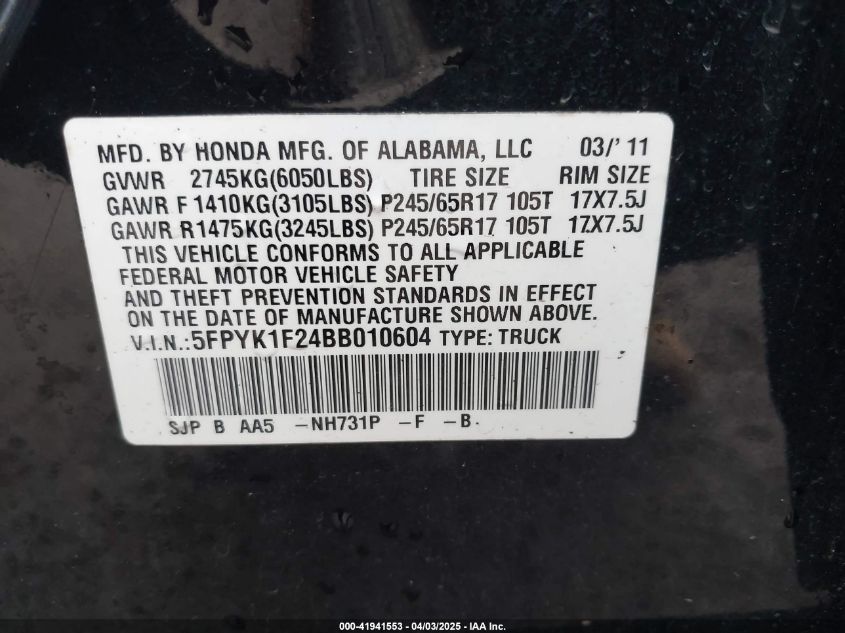 MFD. BY HONDA MFG. OF ALABAMA, LLC 03/' 11
GVWR 2745KG(6050LBS) TIRE SIZE RIM SIZE
GAWR F 1410KG(3105LBS) P245/65R17 105T 17X7.5J
GAWR R1475KG(3245LBS) P245/65R17 105T 17X7.5J
THIS VEHICLE CONFORMS TO ALL APPLICABLE
FEDERAL MOTOR VEHICLE SAFETY
AND THEFT PREVENTION STANDARDS IN EFFECT
ON THE DATE OF MANUFACTURE SHOWN ABOVE.
V.I.N.:5FPYK1F24BB010604 TYPE: TRUCK
SJP B AA5 -NH731P -F -B
000-41941553 - 04/03/2025 - IAA Inc.